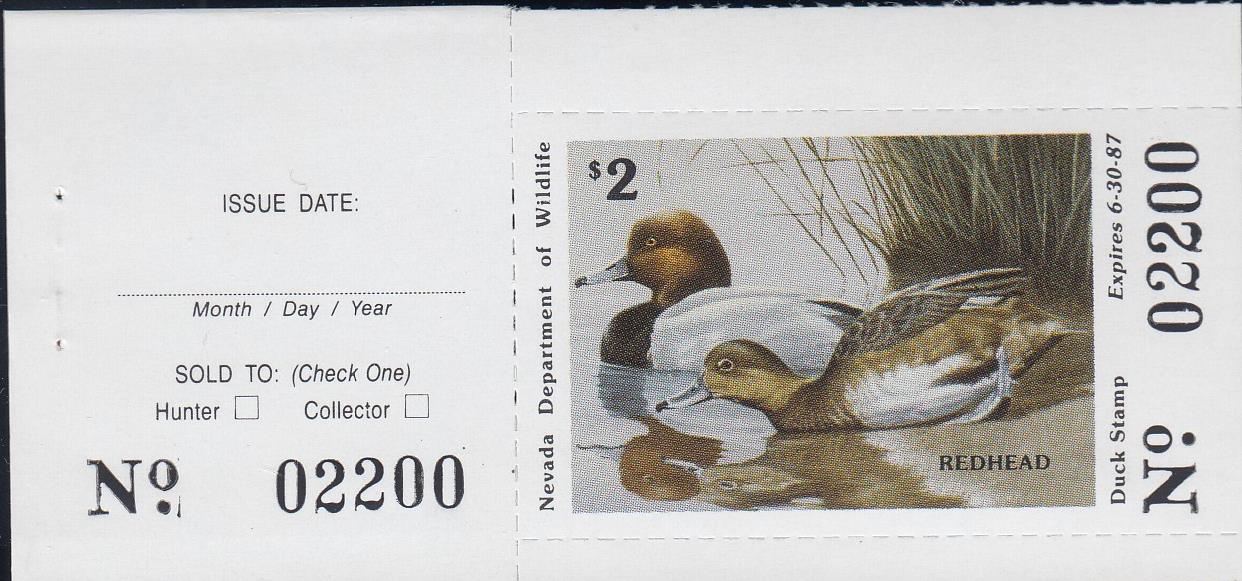 ISSUE DATE:
Month / Day / Year
SOLD TO: (Check One)
Hunter □ Collector □
No. 02200
Nevada Department of Wildlife
$2
REDHEAD
Duck Stamp Expires 6-30-87
No. 02200